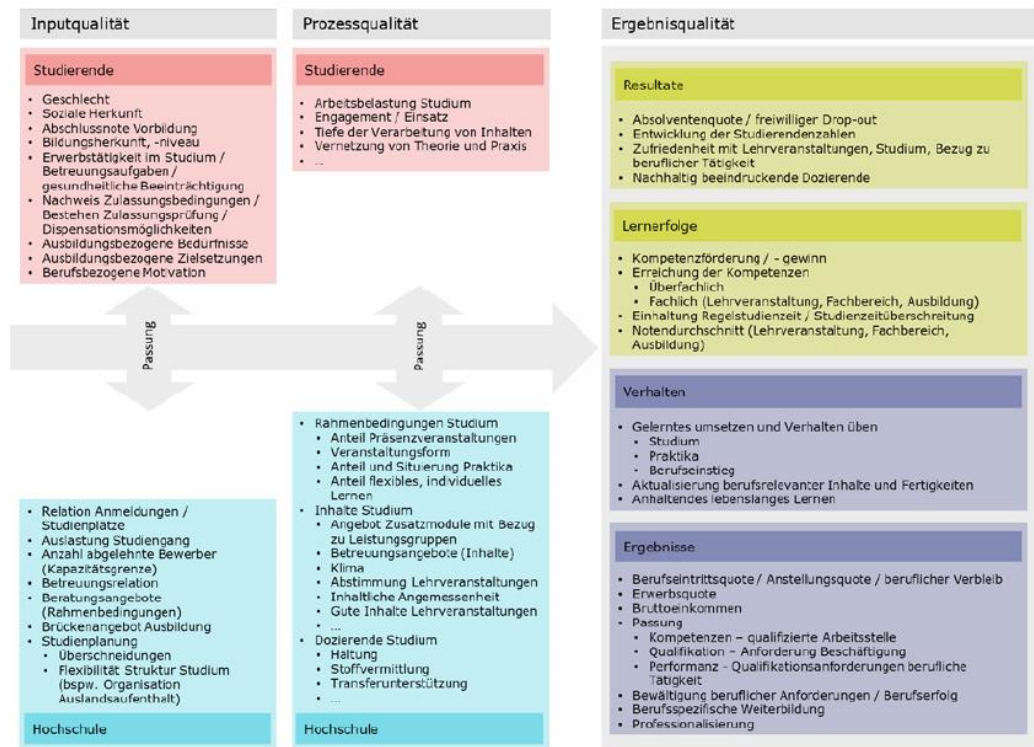 Inputqualität
Studierende
• Geschlecht
• Soziale Herkunft
• Abschlussnote Vorbildung
• Bildungsherkunft, -niveau
• Erwerbstätigkeit im Studium /
Betreuungsaufgaben /
gesundheitliche Beeinträchtigung
• Nachweis Zulassungsbedingungen /
Bestehen Zulassungsprüfung /
Dispensationsmöglichkeiten
• Ausbildungsbezogene Bedürfnisse
• Ausbildungsbezogene Zielsetzungen
• Berufsbezogene Motivation
Passung
• Relation Anmeldungen /
Studienplätze
• Auslastung Studiengang
• Anzahl abgelehnte Bewerber
(Kapazitätsgrenze)
• Betreuungsrelation
• Beratungsangebote
(Rahmenbedingungen)
• Brückenangebot Ausbildung
• Studienplanung
• Überschneidungen
• Flexibilität Struktur Studium
(bspw. Organisation
Auslandsaufenthalt)
Hochschule
Prozessqualität
Studierende
• Arbeitsbelastung Studium
• Engagement / Einsatz
• Tiefe der Verarbeitung von Inhalten
• Vernetzung von Theorie und Praxis
• ...
Passung
• Rahmenbedingungen Studium
• Anteil Präsenzveranstaltungen
• Veranstaltungsform
• Anteil und Situierung Praktika
• Anteil flexibles, individuelles
Lernen
• Inhalte Studium
• Angebot Zusatzmodule mit Bezug
zu Leistungsgruppen
• Betreuungsangebote (Inhalte)
• Klima
• Abstimmung Lehrveranstaltungen
• Inhaltliche Angemessenheit
• Gute Inhalte Lehrveranstaltungen
• ...
• Dozierende Studium
• Haltung
• Stoffvermittlung
• Transferunterstützung
• ...
Hochschule
Ergebnisqualität
Resultate
• Absolventenquote / freiwilliger Drop-out
• Entwicklung der Studierendenzahlen
• Zufriedenheit mit Lehrveranstaltungen, Studium, Bezug zu
beruflicher Tätigkeit
• Nachhaltig beeindruckende Dozierende
Lernerfolge
• Kompetenzförderung / - gewinn
• Erreichung der Kompetenzen
• Überfachlich
• Fachlich (Lehrveranstaltung, Fachbereich, Ausbildung)
• Einhaltung Regelstudienzeit / Studienzeitüberschreitung
• Notendurchschnitt (Lehrveranstaltung, Fachbereich,
Ausbildung)
Verhalten
• Gelerntes umsetzen und Verhalten üben
• Studium
• Praktika
• Berufseinstieg
• Aktualisierung berufsrelevanter Inhalte und Fertigkeiten
• Anhaltendes lebenslanges Lernen
Ergebnisse
• Berufseintrittsquote / Anstellungsquote / beruflicher Verbleib
• Erwerbsquote
• Bruttoeinkommen
• Passung
• Kompetenzen – qualifizierte Arbeitsstelle
• Qualifikation – Anforderung Beschäftigung
• Performanz - Qualifikationsanforderungen berufliche
Tätigkeit
• Bewältigung beruflicher Anforderungen / Berufserfolg
• Berufsspezifische Weiterbildung
• Professionalisierung